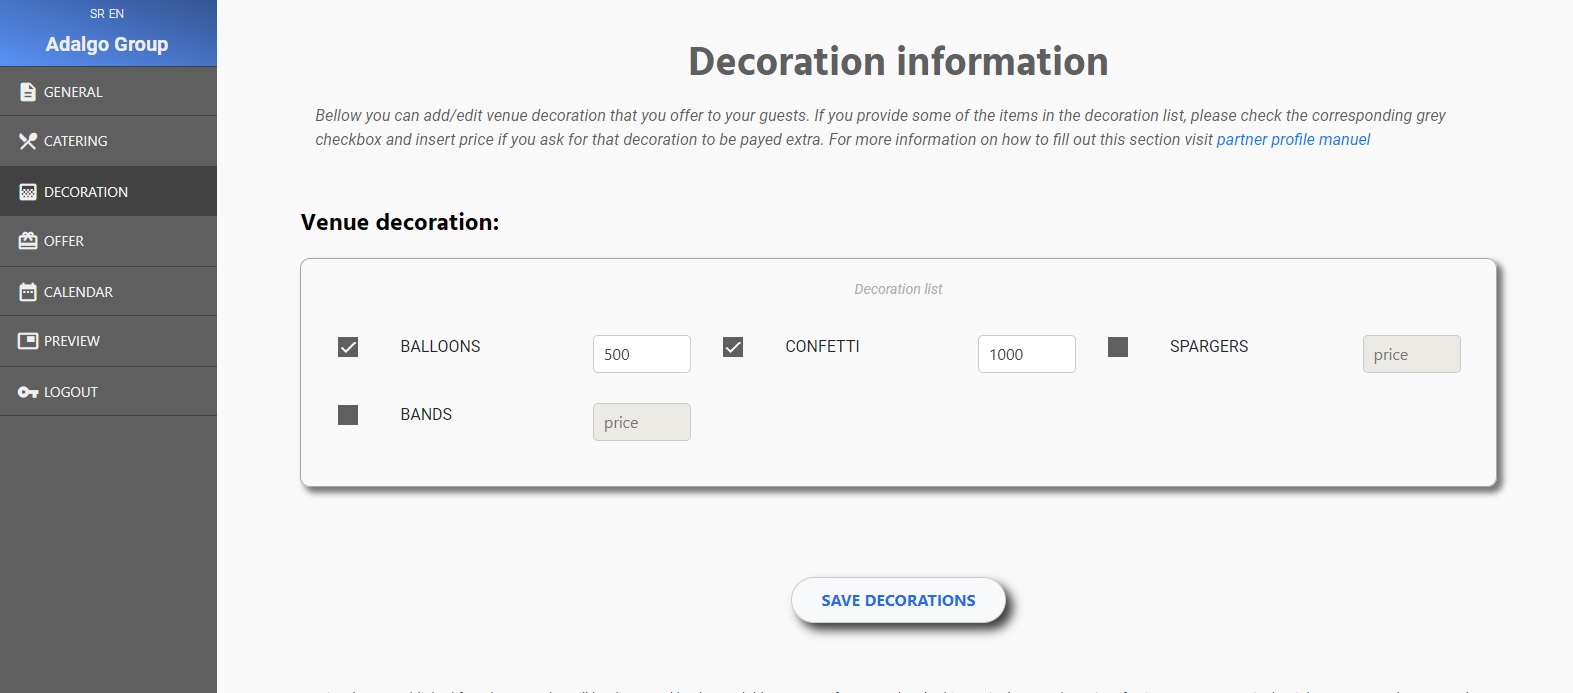 SR EN
Adalgo Group
GENERAL
CATERING
DECORATION
OFFER
CALENDAR
PREVIEW
LOGOUT
Decoration information
Bellow you can add/edit venue decoration that you offer to your guests. If you provide some of the items in the decoration list, please check the corresponding grey
checkbox and insert price if you ask for that decoration to be payed extra. For more information on how to fill out this section visit partner profile manuel
Venue decoration:
Decoration list
BALLOONS 500 CONFETTI 1000 SPARGERS price
BANDS price
SAVE DECORATIONS